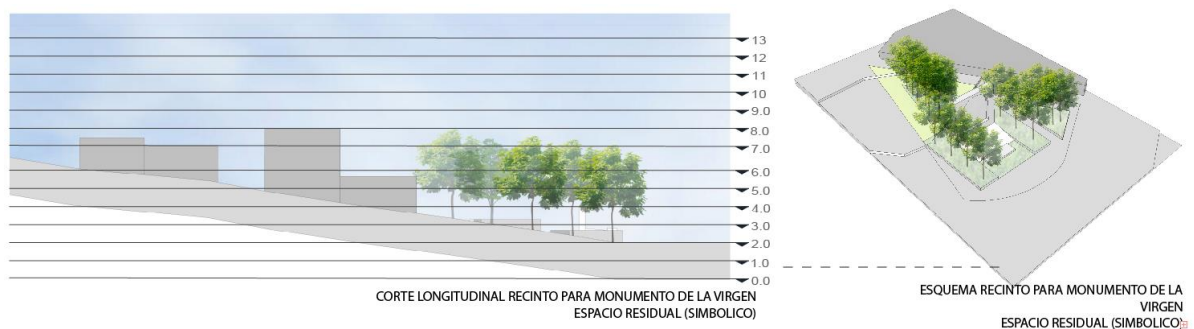 13
12
11
10
9.0
8.0
7.0
6.0
5.0
4.0
3.0
2.0
1.0
0.0
CORTE LONGITUDINAL RECINTO PARA MONUMENTO DE LA VIRGEN
ESPACIO RESIDUAL (SIMBOLICO)
ESQUEMA RECINTO PARA MONUMENTO DE LA
VIRGEN
ESPACIO RESIDUAL (SIMBOLICO)